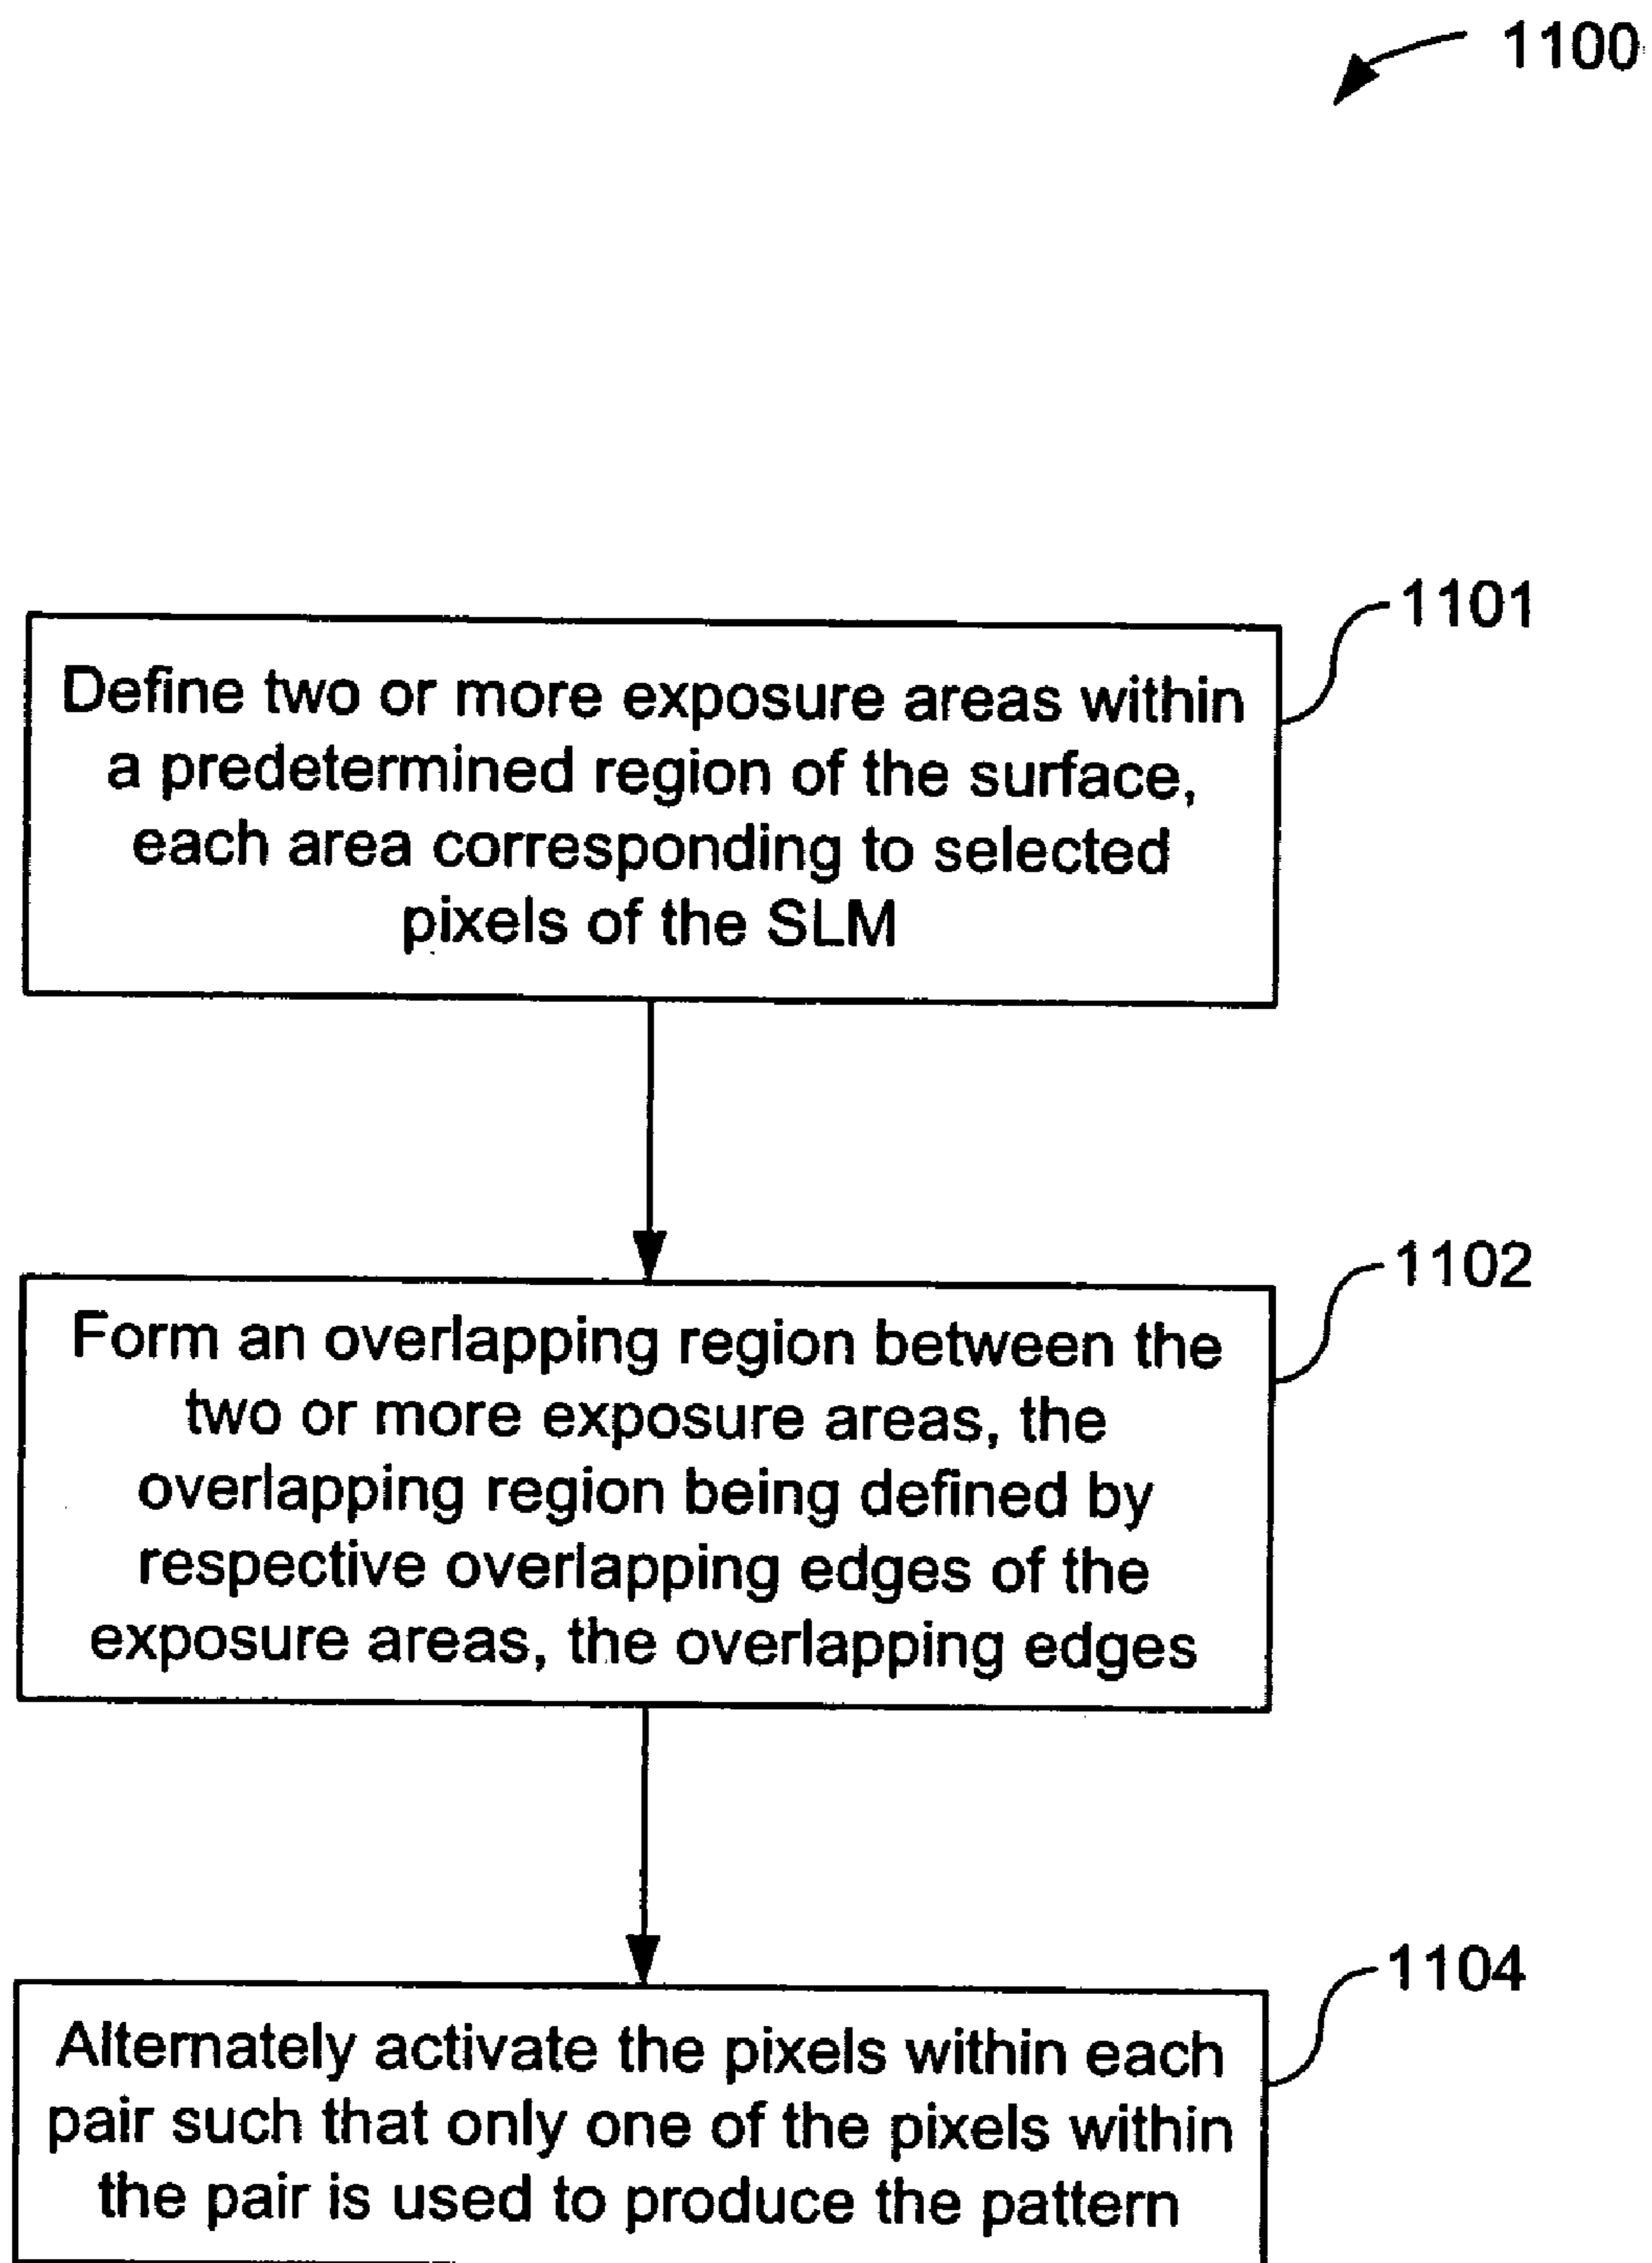 1100
1101
Define two or more exposure areas within
a predetermined region of the surface,
each area corresponding to selected
pixels of the SLM
1102
Form an overlapping region between the
two or more exposure areas, the
overlapping region being defined by
respective overlapping edges of the
exposure areas, the overlapping edges
1104
Alternately activate the pixels within each
pair such that only one of the pixels within
the pair is used to produce the pattern